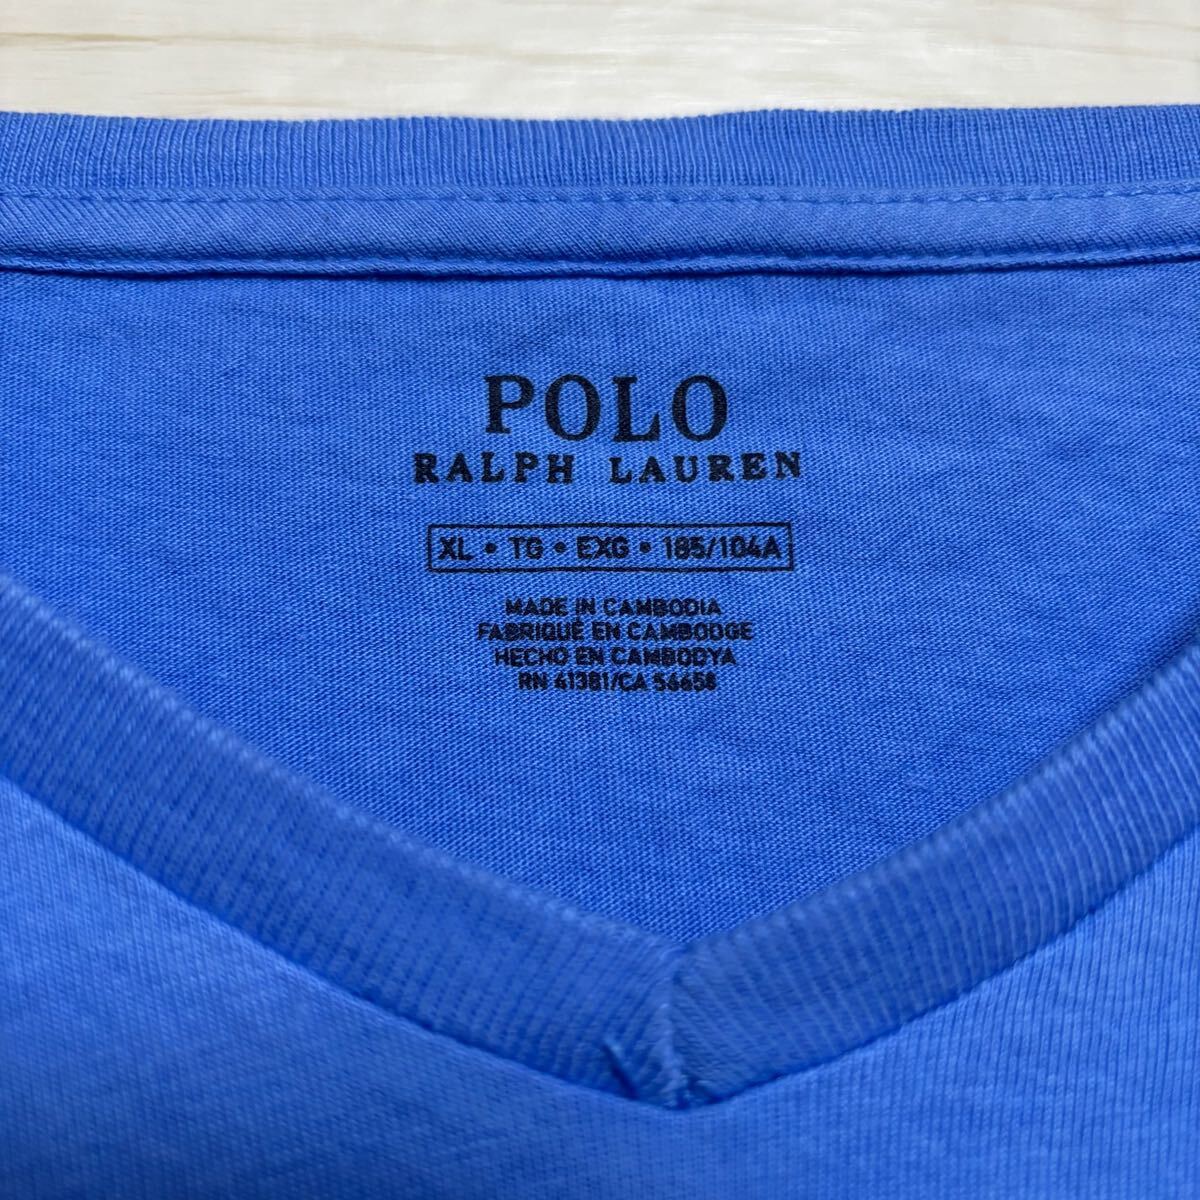 POLO
RALPH LAUREN
XL • TG • EXG • 185/104A
MADE IN CAMBODIA
FABRIQUÉ EN CAMBODGE
HECHO EN CAMBODYA
RN 41381/CA 56658